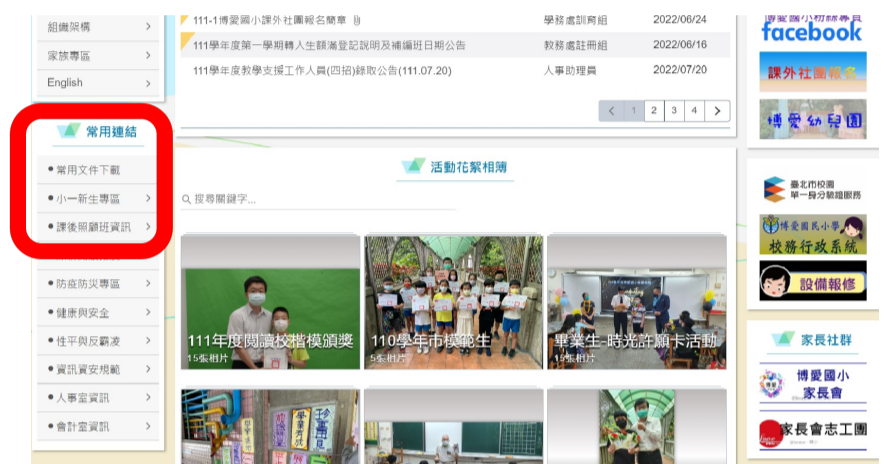 組織架構
家族專區
English
常用連結
常用文件下載
小一新生專區
課後照顧班資訊
防疫防災專區
健康與安全
性平與反霸凌
資訊資安規範
人事室資訊
會計室資訊
111-1博愛國小課外社團報名簡章 學務處訓育組 2022/06/24
111學年度第一學期轉入生額滿登記說明及補編班日期公告 教務處註冊組 2022/06/16
111學年度教學支援工作人員(四招)錄取公告(111.07.20) 人事助理員 2022/07/20
< 1 2 3 4 >
活動花絮相簿
搜尋關鍵字...
111年度閱讀校楷模頒獎
15張相片
110學年市模範生
5張相片
畢業生-時光許願卡活動
15張相片
博愛國小粉絲專頁
facebook
課外社團報名
博愛幼兒園
臺北市校園
單一身分驗證服務
博愛國民小學
校務行政系統
設備報修
家長社群
博愛國小
家長會
家長會志工團